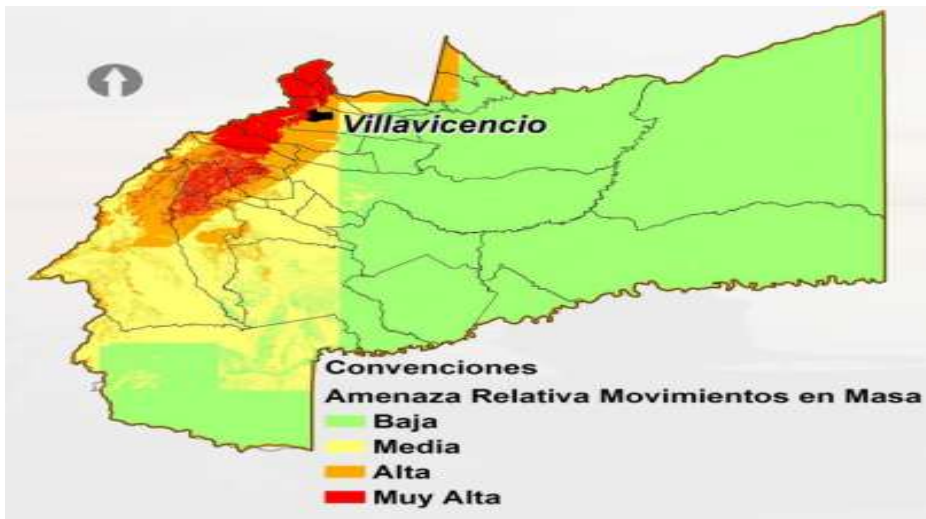 Villavicencio
Convenciones
Amenaza Relativa Movimientos en Masa
Baja
Media
Alta
Muy Alta